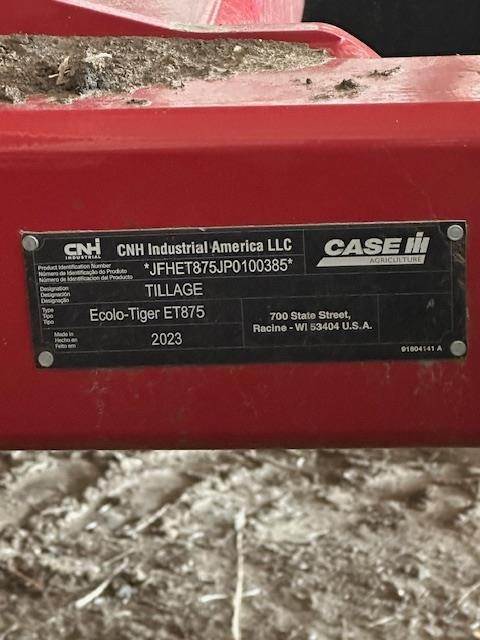 CNH
INDUSTRIAL
CNH Industrial America LLC
CASE IH
AGRICULTURE
Product Identification Number
Número de Identificação do Produto
Número de Identificacion del Producto
*JFHET875JP0100385*
Designation
Designação
Designación
TILLAGE
Type
Tipo
Tipo
Ecolo-Tiger ET875
Made in
Hecho en
Feito em
2023
700 State Street,
Racine - WI 53404 U.S.A.
91804141 A